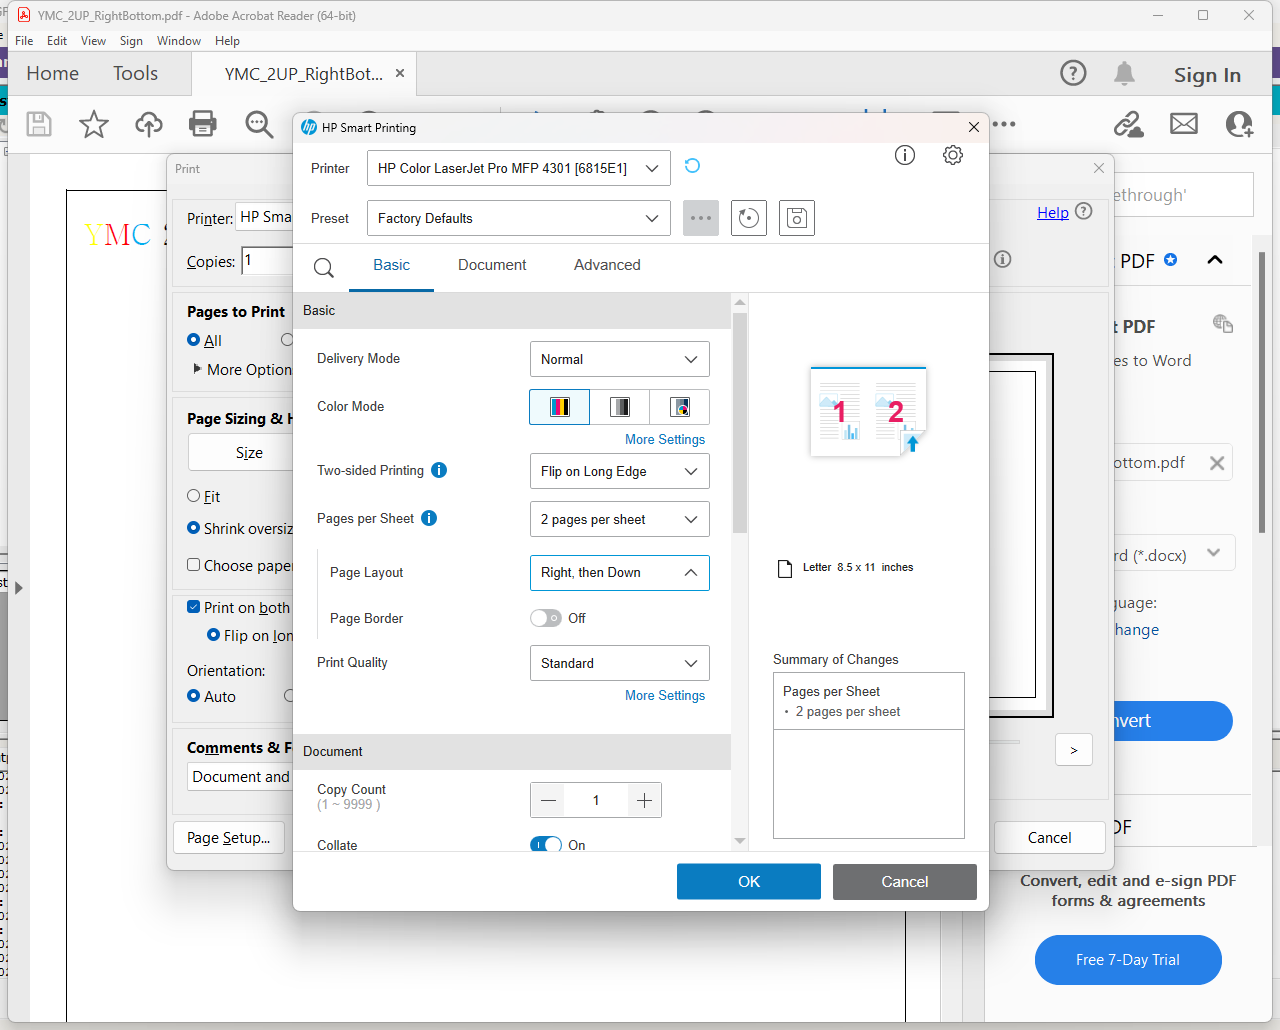 YMC_2UP_RightBottom.pdf - Adobe Acrobat Reader (64-bit)
File Edit View Sign Window Help
Home Tools YMC_2UP_RightBot... × Sign In
YMC
Print
Printer: HP Sma
Copies: 1
Help
Pages to Print
All
More Option
Page Sizing & H
Size
Fit
Shrink oversiz
Choose pape
Print on both
Flip on lon
Orientation:
Auto
Comments & F
Document and
Page Setup...
>
Cancel
HP Smart Printing
Printer HP Color LaserJet Pro MFP 4301 [6815E1]
Preset Factory Defaults
Basic Document Advanced
Basic
Delivery Mode Normal
Color Mode
More Settings
Two-sided Printing Flip on Long Edge
Pages per Sheet 2 pages per sheet
Page Layout Right, then Down
Page Border Off
Print Quality Standard
More Settings
Document
Copy Count 1
(1 ~ 9999 )
Collate On
1 2
Letter 8.5 x 11 inches
Summary of Changes
Pages per Sheet
• 2 pages per sheet
OK Cancel
ethrough'
PDF
t PDF
es to Word
ottom.pdf
rd (*.docx)
guage:
hange
nvert
DF
Convert, edit and e-sign PDF
forms & agreements
Free 7-Day Trial